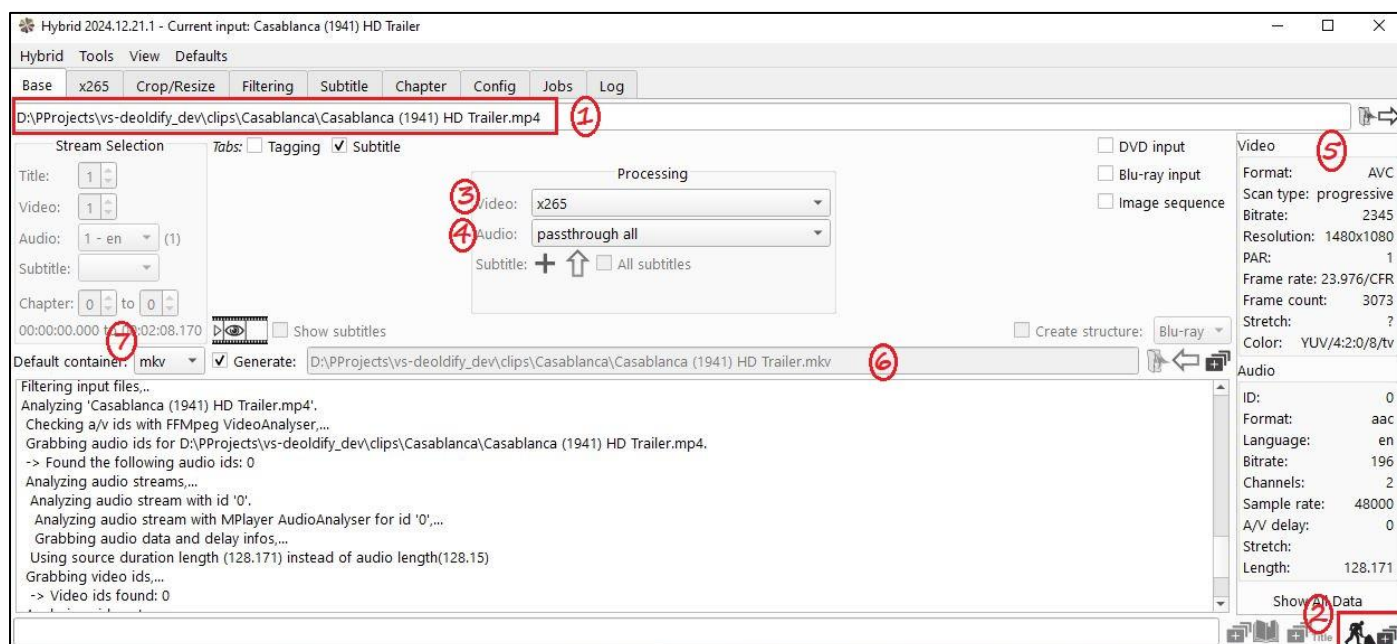 Hybrid 2024.12.21.1 - Current input: Casablanca (1941) HD Trailer
Hybrid Tools View Defaults
Base x265 Crop/Resize Filtering Subtitle Chapter Config Jobs Log
D:\PProjects\vs-deoldify_dev\clips\Casablanca\Casablanca (1941) HD Trailer.mp4 1
Stream Selection Tabs: Tagging Subtitle
Title: 1
Video: 1
Audio: 1 - en (1)
Subtitle:
Chapter: 0 to 0
00:00:00.000 to 00:02:08.170 Show subtitles
7
Processing
3 Video: x265
4 Audio: passthrough all
Subtitle: All subtitles
DVD input
Blu-ray input
Image sequence
Create structure: Blu-ray
Default container: mkv Generate: D:\PProjects\vs-deoldify_dev\clips\Casablanca\Casablanca (1941) HD Trailer.mkv 6
Filtering input files,..
Analyzing 'Casablanca (1941) HD Trailer.mp4'.
Checking a/v ids with FFMpeg VideoAnalyser,...
Grabbing audio ids for D:\PProjects\vs-deoldify_dev\clips\Casablanca\Casablanca (1941) HD Trailer.mp4.
-> Found the following audio ids: 0
Analyzing audio streams,...
Analyzing audio stream with id '0'.
Analyzing audio stream with MPlayer AudioAnalyser for id '0',...
Grabbing audio data and delay infos,...
Using source duration length (128.171) instead of audio length(128.15)
Grabbing video ids,...
-> Video ids found: 0
Video 5
Format: AVC
Scan type: progressive
Bitrate: 2345
Resolution: 1480x1080
PAR: 1
Frame rate: 23.976/CFR
Frame count: 3073
Stretch: ?
Color: YUV/4:2:0/8/tv
Audio
ID: 0
Format: aac
Language: en
Bitrate: 196
Channels: 2
Sample rate: 48000
A/V delay: 0
Stretch:
Length: 128.171
Show All Data
2
Title